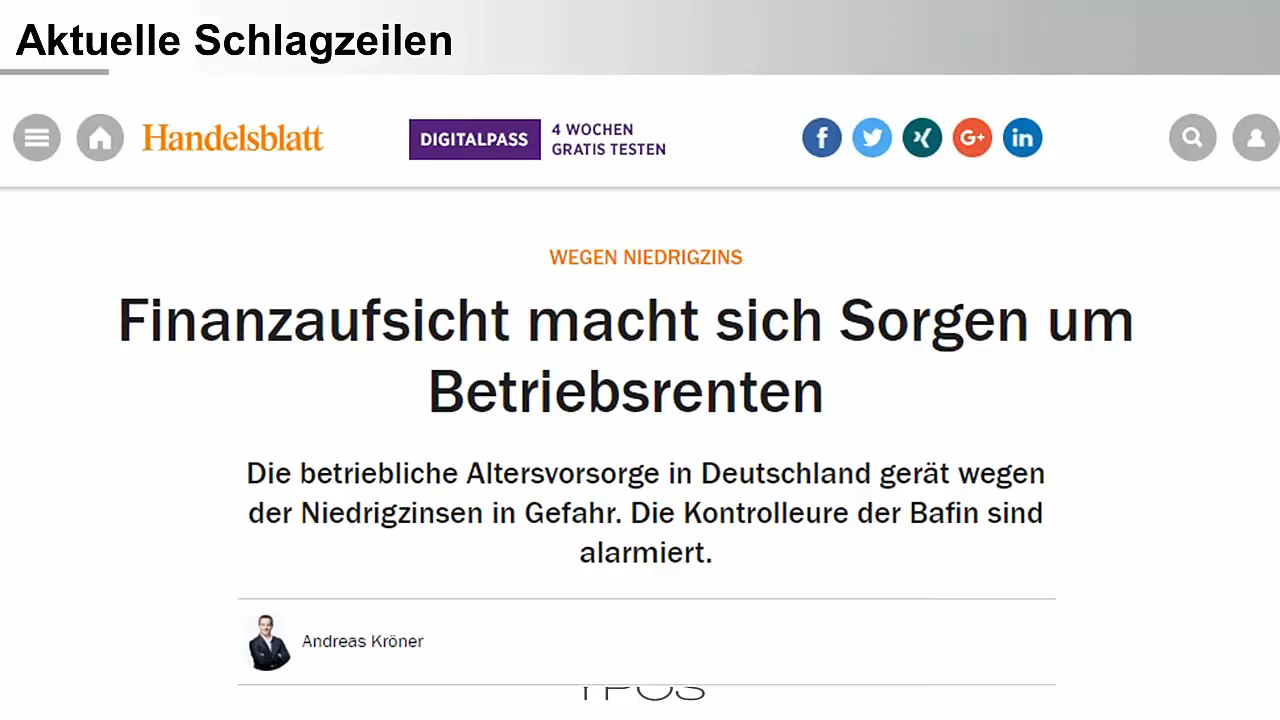 Aktuelle Schlagzeilen
Handelsblatt
DIGITALPASS
4 WOCHEN
GRATIS TESTEN
f
G+
in
WEGEN NIEDRIGZINS
Finanzaufsicht macht sich Sorgen um
Betriebsrenten
Die betriebliche Altersvorsorge in Deutschland gerät wegen
der Niedrigzinsen in Gefahr. Die Kontrolleure der Bafin sind
alarmiert.
Andreas Kröner